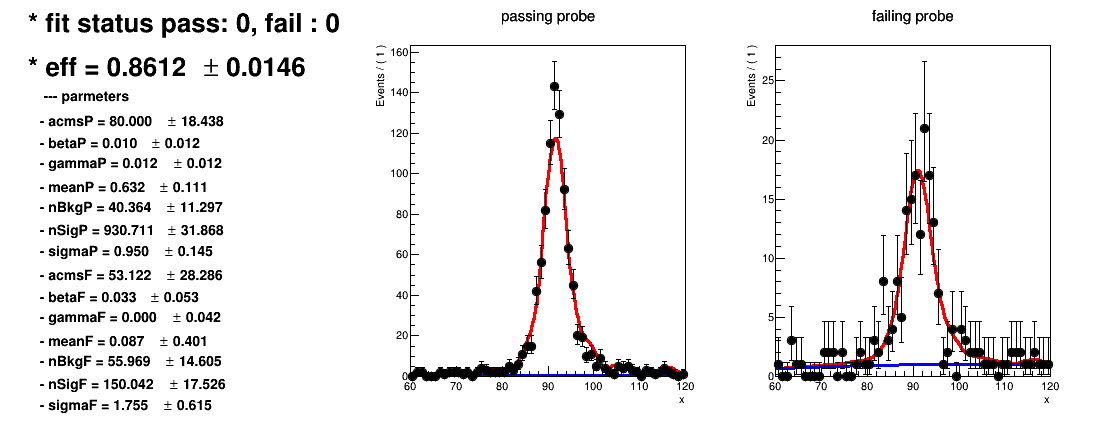 * fit status pass: 0, fail : 0
* eff = 0.8612 ± 0.0146
--- parmeters
- acmsP = 80.000 ± 18.438
- betaP = 0.010 ± 0.012
- gammaP = 0.012 ± 0.012
- meanP = 0.632 ± 0.111
- nBkgP = 40.364 ± 11.297
- nSigP = 930.711 ± 31.868
- sigmaP = 0.950 ± 0.145
- acmsF = 53.122 ± 28.286
- betaF = 0.033 ± 0.053
- gammaF = 0.000 ± 0.042
- meanF = 0.087 ± 0.401
- nBkgF = 55.969 ± 14.605
- nSigF = 150.042 ± 17.526
- sigmaF = 1.755 ± 0.615
passing probe
Events / ( 1 )
160
140
120
100
80
60
40
20
0
60 70 80 90 100 110 120
x
failing probe
Events / ( 1 )
25
20
15
10
5
0
60 70 80 90 100 110 120
x